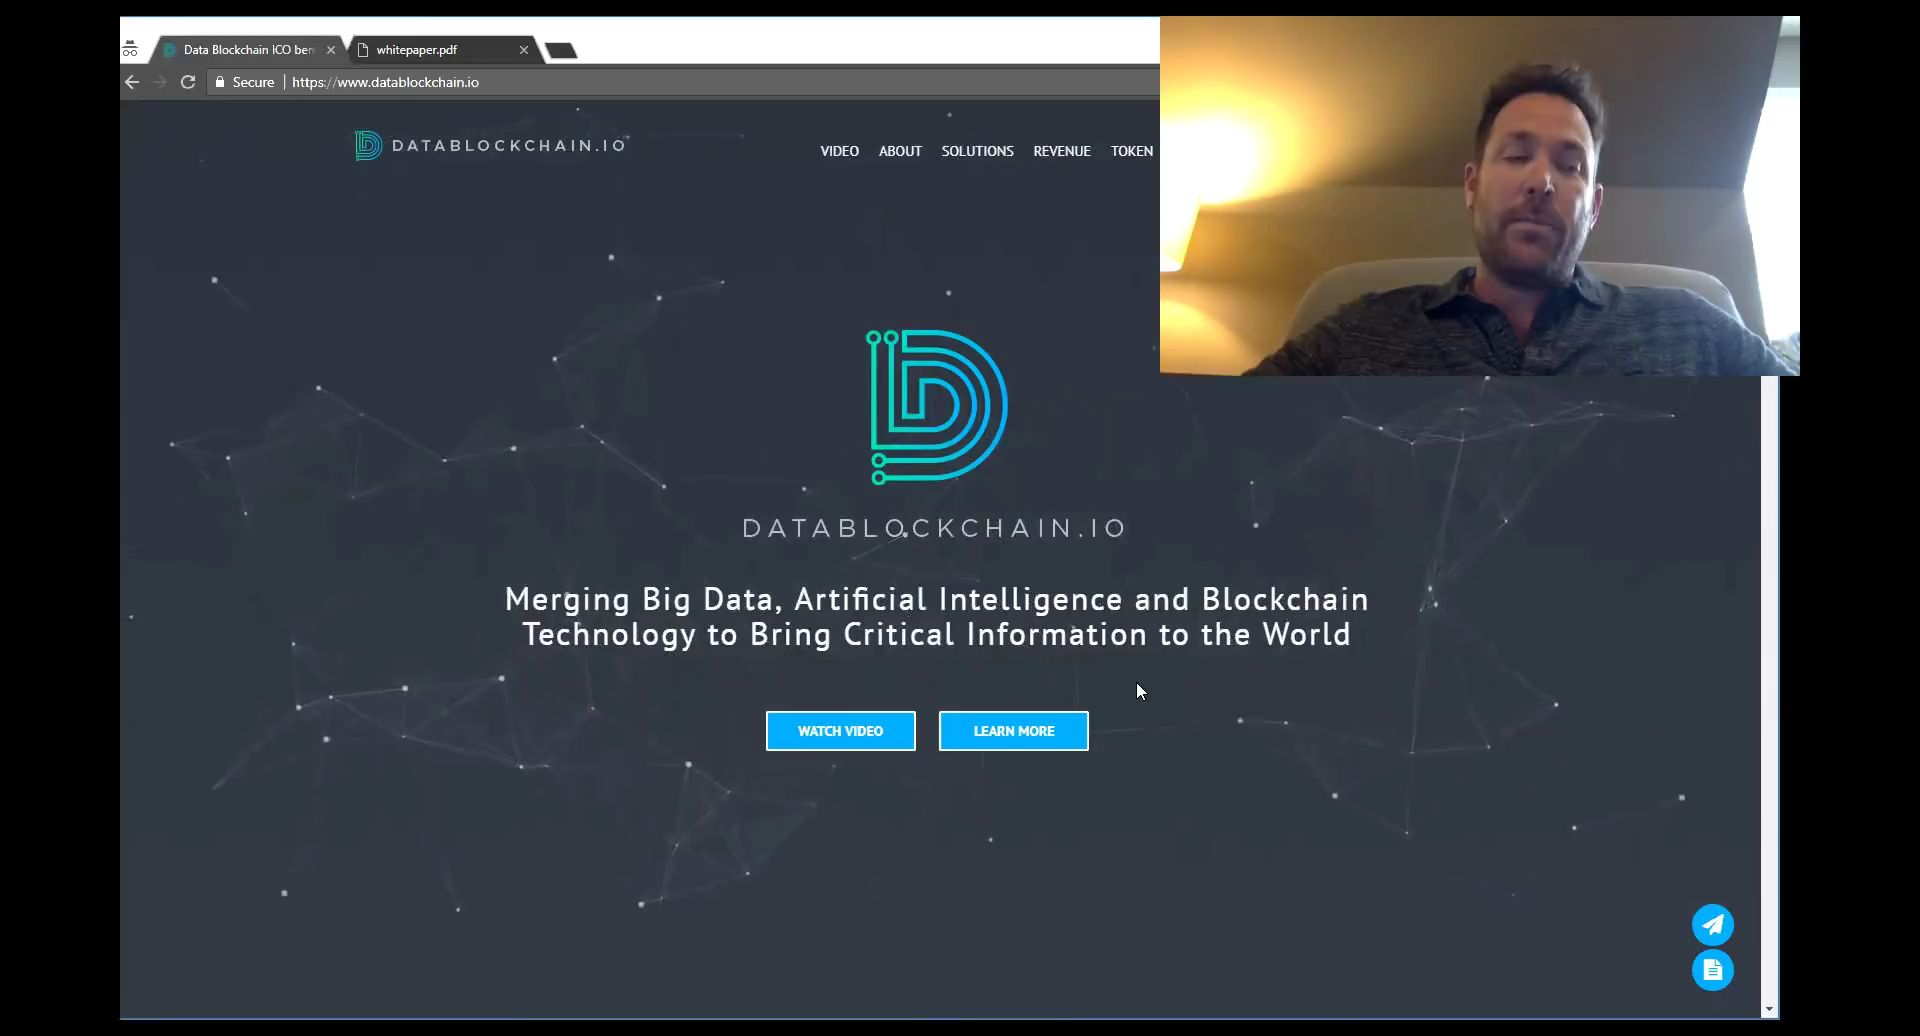 Data Blockchain ICO ben
whitepaper.pdf
Secure
https://www.datablockchain.io
DATABLOCKCHAIN.IO
VIDEO
ABOUT
SOLUTIONS
REVENUE
TOKEN
DATABLOCKCHAIN.IO
Merging Big Data, Artificial Intelligence and Blockchain
Technology to Bring Critical Information to the World
WATCH VIDEO
LEARN MORE